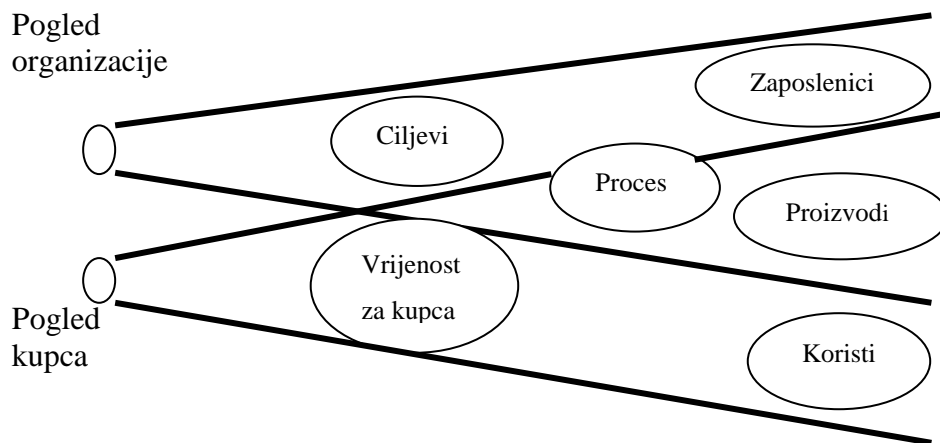 Pogled
organizacije
Zaposlenici
Ciljevi
Proces
Proizvodi
Vrijenost
za kupca
Pogled
kupca
Koristi